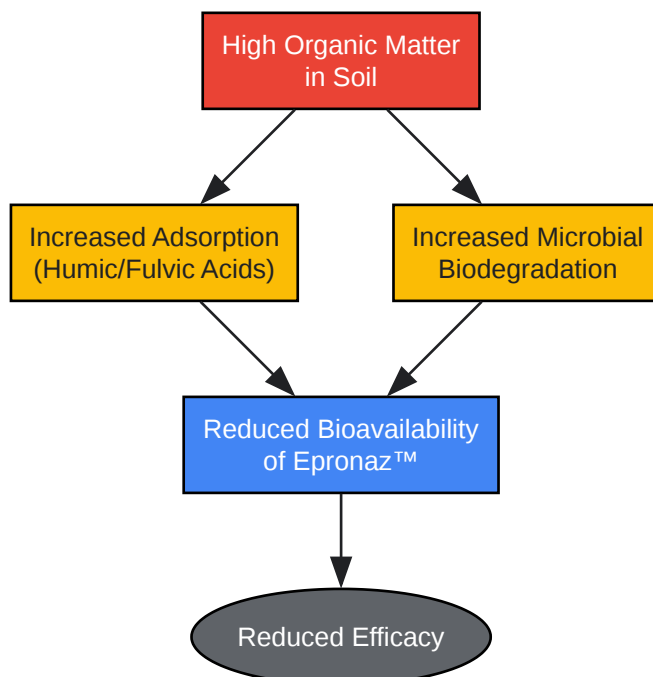 High Organic Matter
in Soil
Increased Adsorption
(Humic/Fulvic Acids)
Increased Microbial
Biodegradation
Reduced Bioavailability
of Epronaz™
Reduced Efficacy